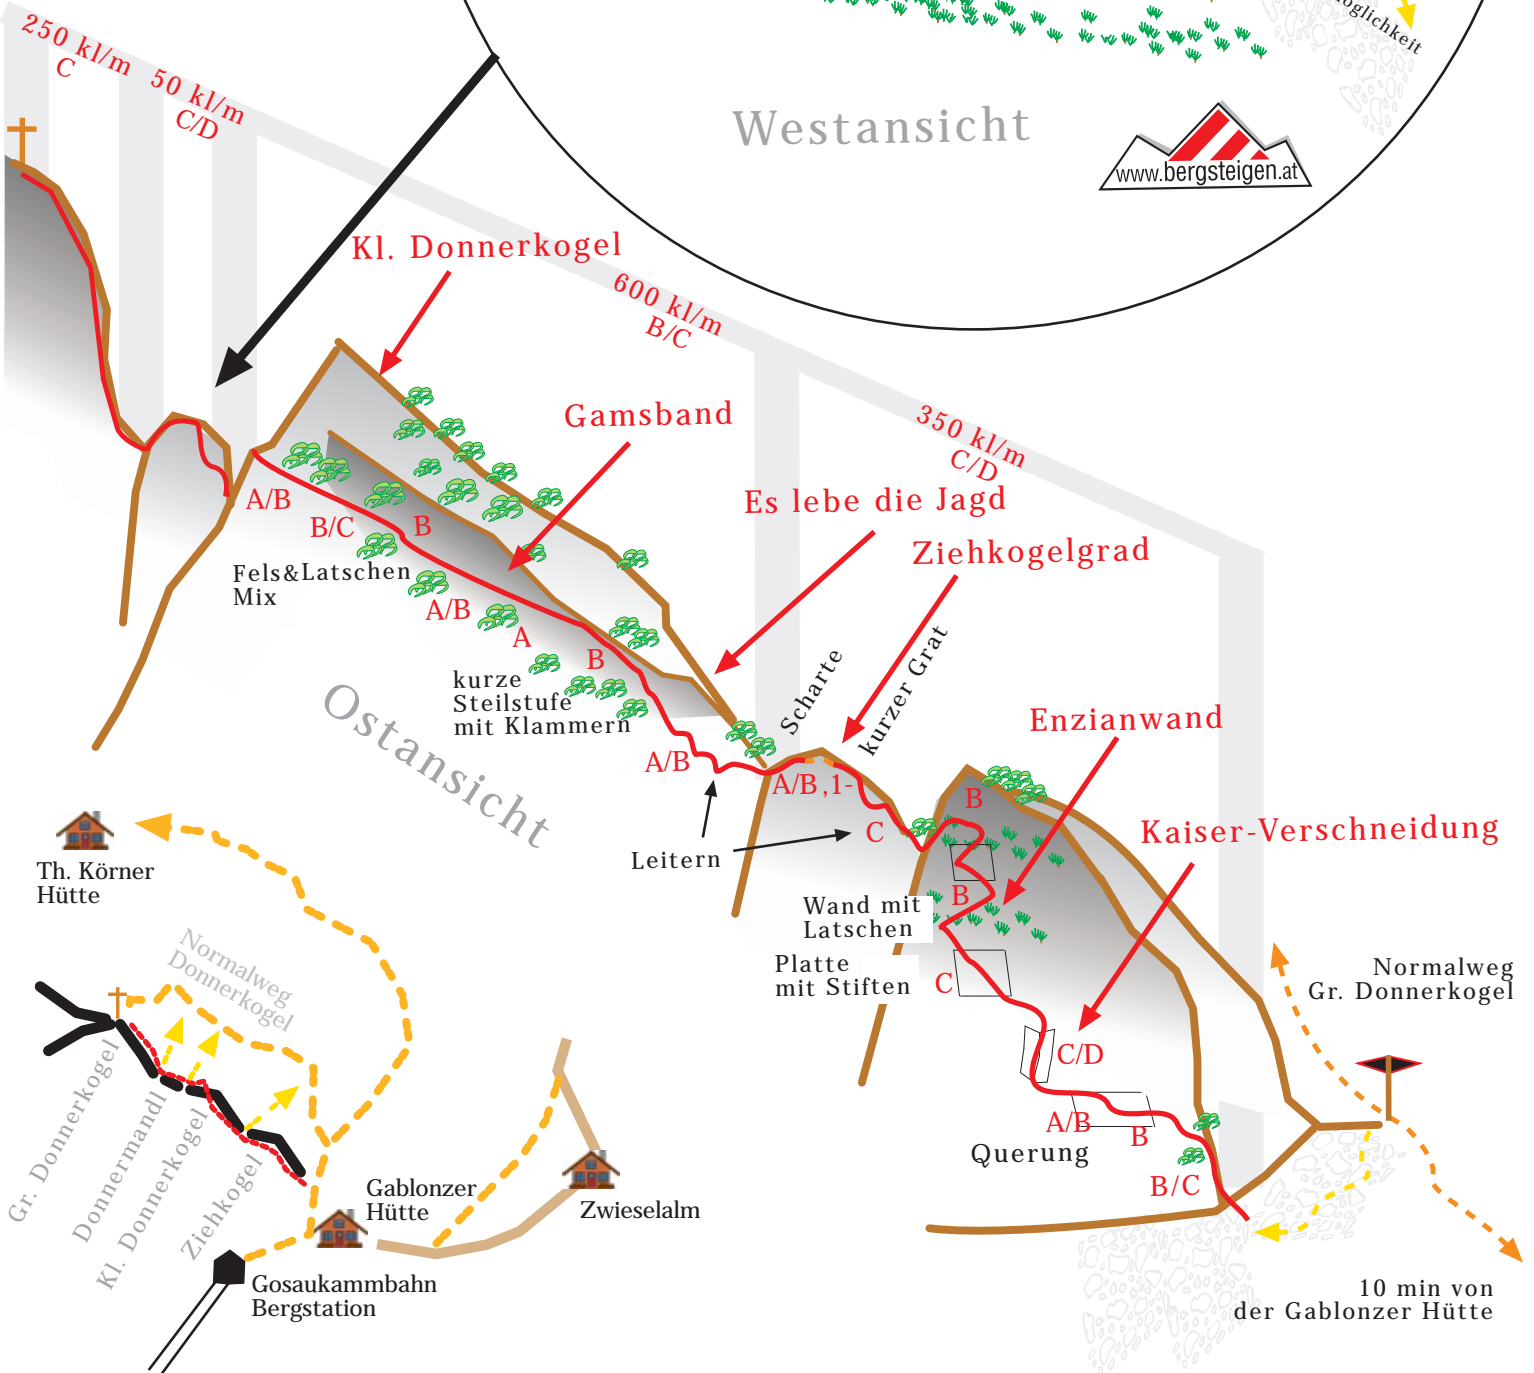 250 kl/m
C
50 kl/m
C/D
Westansicht
www.bergsteigen.at
Kl. Donnerkogel
600 kl/m
B/C
Gamsband
350 kl/m
C/D
Es lebe die Jagd
Ziehkogelgrad
A/B
B/C
B
Fels&Latschen
Mix
A/B
A
B
kurze
Steilstufe
mit Klammern
Ostansicht
Scharte
kurzer Grat
Enzianwand
A/B
A/B,1-
B
C
Kaiser-Verschneidung
Leitern
Th. Körner
Hütte
B
Wand mit
Latschen
Platte
mit Stiften
C
Normalweg
Gr. Donnerkogel
Normalweg
Donnerkogel
C/D
A/B
B
Querung
B/C
Gr. Donnerkogel
Donnermandl
Kl. Donnerkogel
Ziehkogel
Gablonzer
Hütte
Zwieselalm
Gosaukammbahn
Bergstation
10 min von
der Gablonzer Hütte